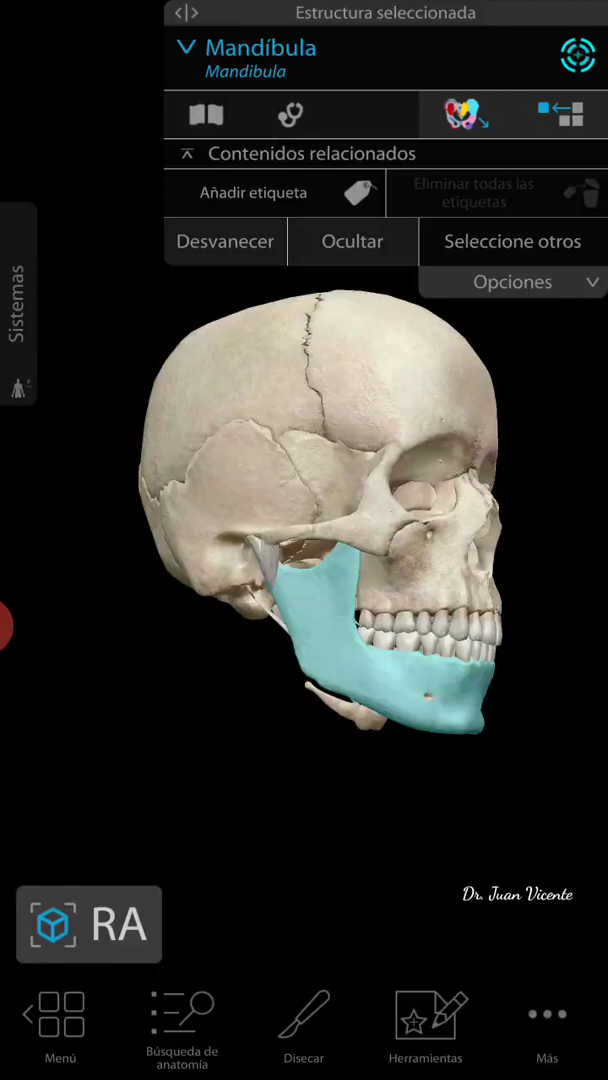 Estructura seleccionada
Mandíbula
Mandibula
Contenidos relacionados
Añadir etiqueta
Eliminar todas las
etiquetas
Desvanecer
Ocultar
Seleccione otros
Opciones
Sistemas
Dr. Juan Vicente
RA
Menú
Búsqueda de
anatomía
Disecar
Herramientas
Más